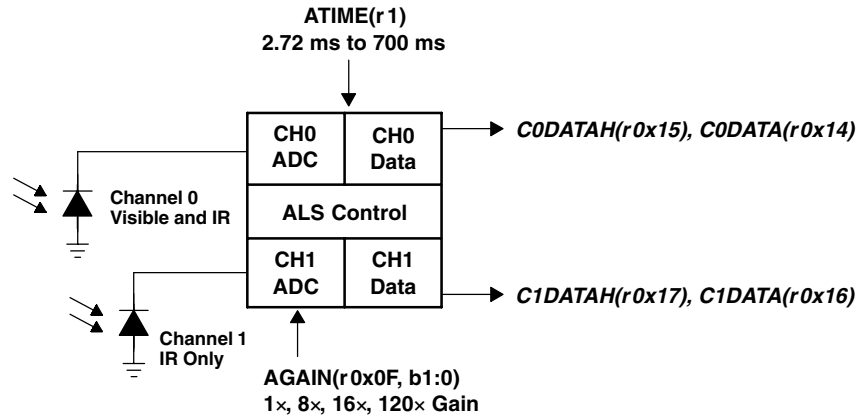 ATIME(r 1)
2.72 ms to 700 ms
CH0
ADC
CH0
Data
C0DATAH(r0x15), C0DATA(r0x14)
Channel 0
Visible and IR
ALS Control
CH1
ADC
CH1
Data
C1DATAH(r0x17), C1DATA(r0x16)
Channel 1
IR Only
AGAIN(r0x0F, b1:0)
1×, 8×, 16×, 120× Gain